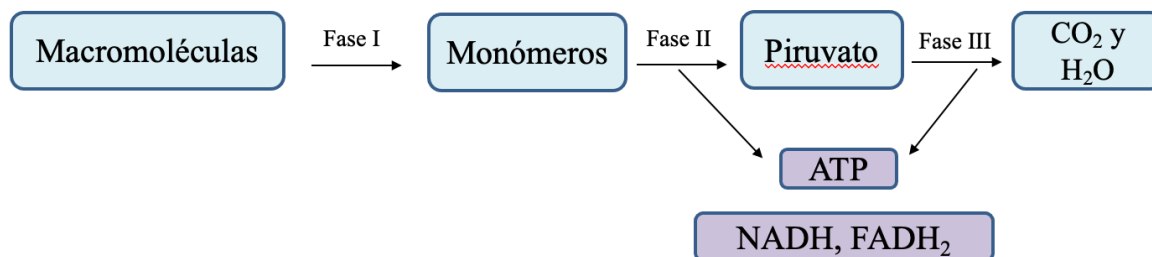 Macromoléculas
Fase I
Monómeros
Fase II
Piruvato
Fase III
CO₂ y
H₂O
ATP
NADH, FADH₂